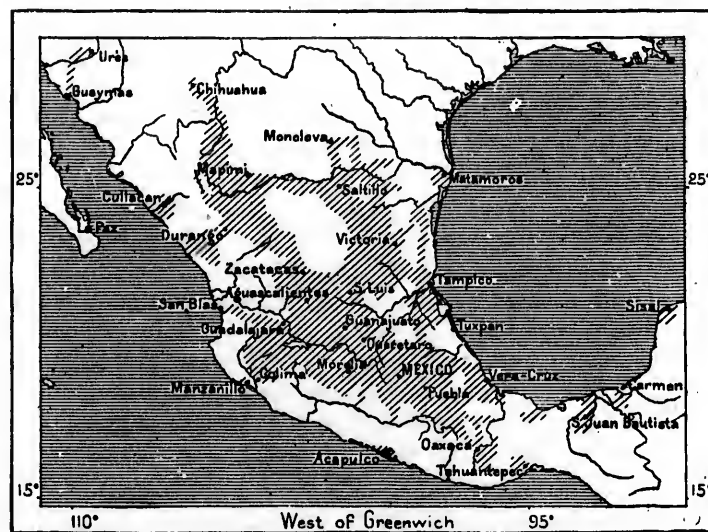 Ures
Guaymas
Chihuahua
Monclova
Mapimi
25°
Saltillo
Matamoros
25°
Culiacan
La Paz
Durango
Victoria
Zacatecas
Tampico
Aguascalientes
S. Luis
San Blas
Sisal
Guanajuato
Tuxpan
Guadalajara
Queretaro
Morelia
MEXICO
Vera-Cruz
Colima
Carmen
Manzanillo
Puebla
S. Juan Bautista
Oaxaca
Acapulco
Tehuantepec
15°
15°
110°
West of Greenwich
95°